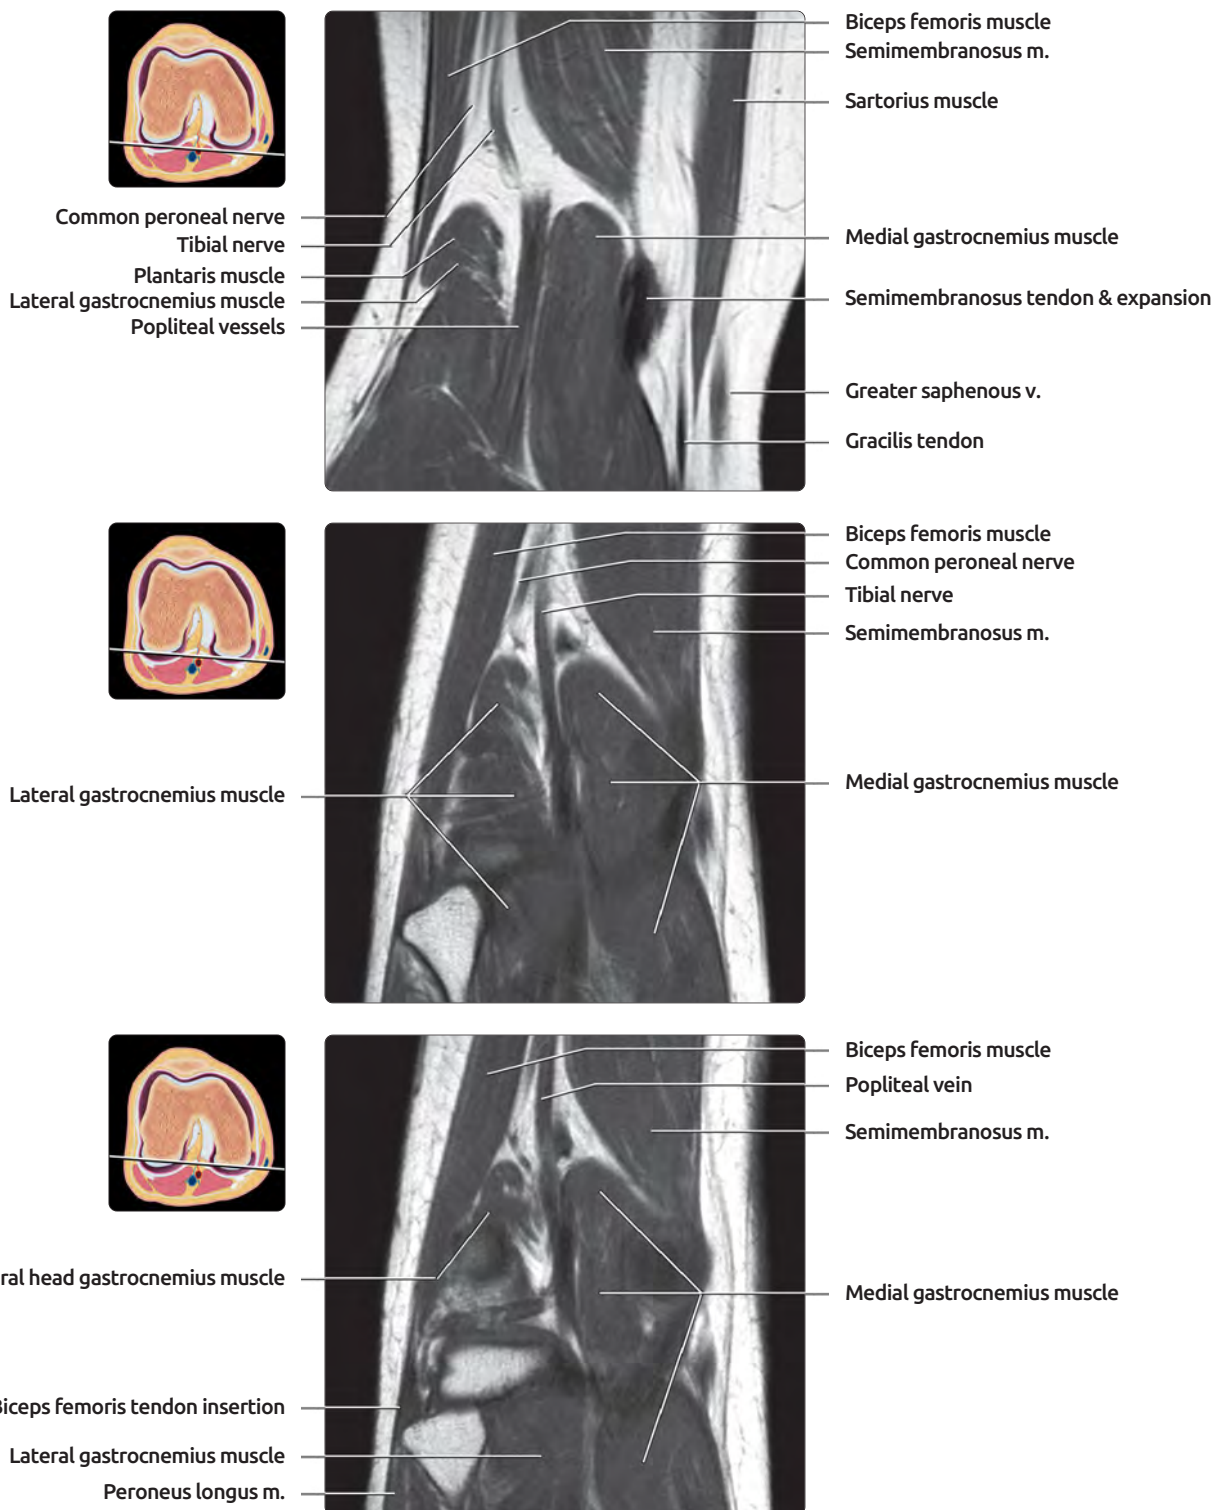 Biceps femoris muscle
Semimembranosus m.
Sartorius muscle
Common peroneal nerve
Tibial nerve
Plantaris muscle
Lateral gastrocnemius muscle
Popliteal vessels
Medial gastrocnemius muscle
Semimembranosus tendon & expansion
Greater saphenous v.
Gracilis tendon
Biceps femoris muscle
Common peroneal nerve
Tibial nerve
Semimembranosus m.
Lateral gastrocnemius muscle
Medial gastrocnemius muscle
Biceps femoris muscle
Popliteal vein
Semimembranosus m.
ral head gastrocnemius muscle
Medial gastrocnemius muscle
Biceps femoris tendon insertion
Lateral gastrocnemius muscle
Peroneus longus m.